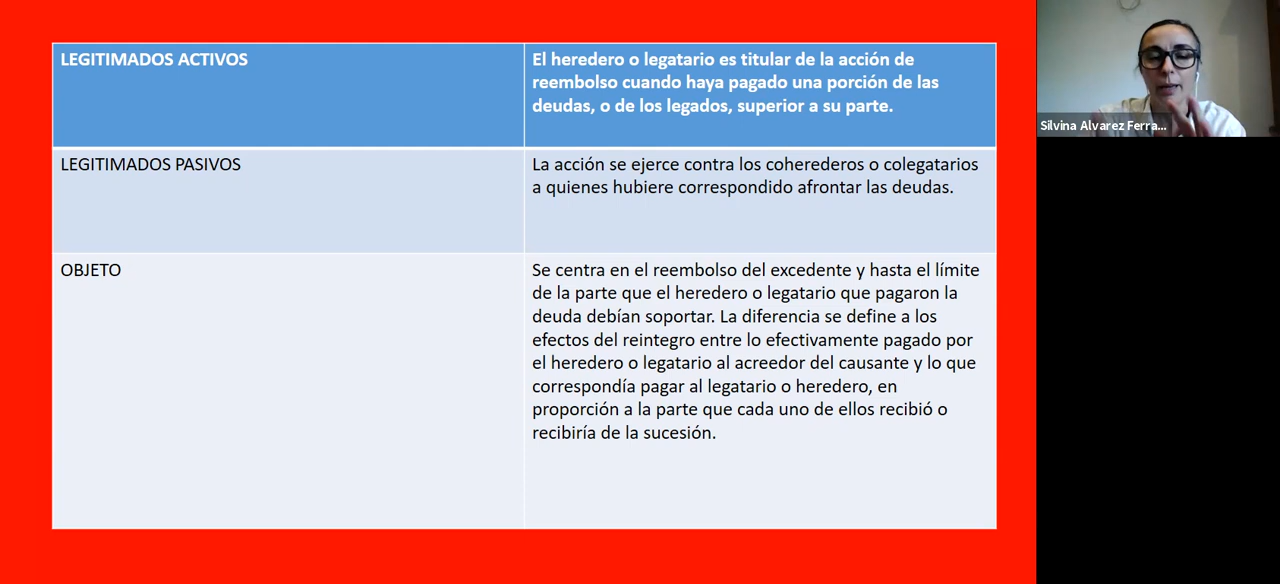 LEGITIMADOS ACTIVOS
El heredero o legatario es titular de la acción de
reembolso cuando haya pagado una porción de las
deudas, o de los legados, superior a su parte.
LEGITIMADOS PASIVOS
La acción se ejerce contra los coherederos o colegatarios
a quienes hubiere correspondido afrontar las deudas.
OBJETO
Se centra en el reembolso del excedente y hasta el límite
de la parte que el heredero o legatario que pagaron la
deuda debían soportar. La diferencia se define a los
efectos del reintegro entre lo efectivamente pagado por
el heredero o legatario al acreedor del causante y lo que
correspondía pagar al legatario o heredero, en
proporción a la parte que cada uno de ellos recibió o
recibiría de la sucesión.
Silvina Alvarez Ferra...